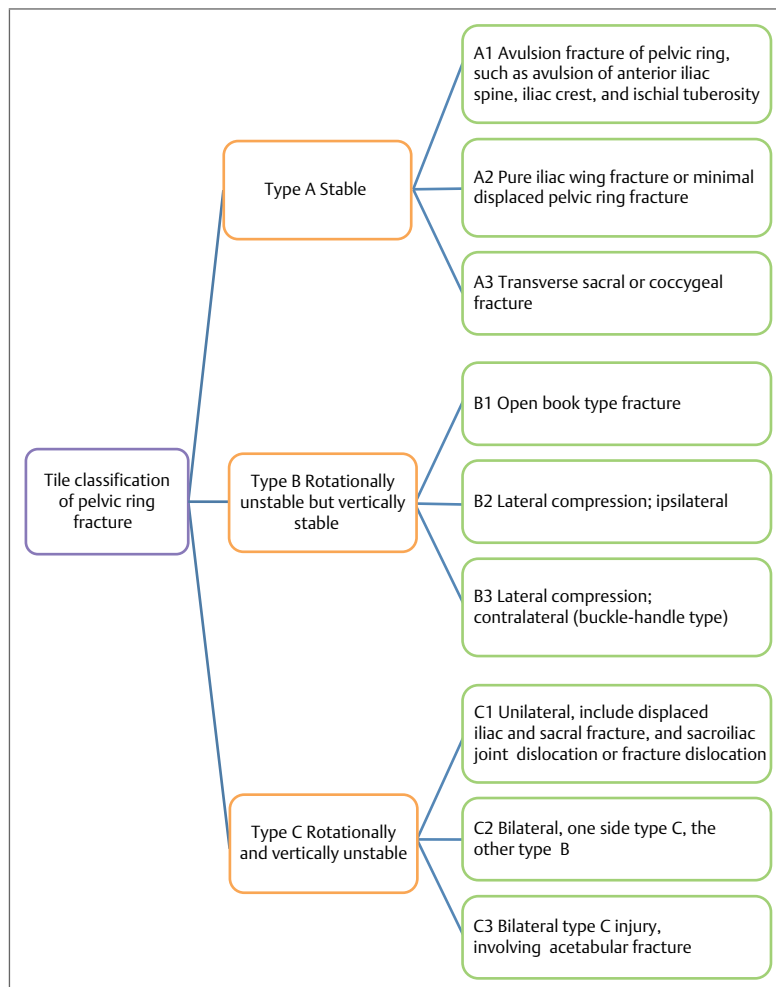 Tile classification
of pelvic ring
fracture
Type A Stable
A1 Avulsion fracture of pelvic ring,
such as avulsion of anterior iliac
spine, iliac crest, and ischial tuberosity
A2 Pure iliac wing fracture or minimal
displaced pelvic ring fracture
A3 Transverse sacral or coccygeal
fracture
Type B Rotationally
unstable but vertically
stable
B1 Open book type fracture
B2 Lateral compression; ipsilateral
B3 Lateral compression;
contralateral (buckle-handle type)
Type C Rotationally
and vertically unstable
C1 Unilateral, include displaced
iliac and sacral fracture, and sacroiliac
joint dislocation or fracture dislocation
C2 Bilateral, one side type C, the
other type B
C3 Bilateral type C injury,
involving acetabular fracture